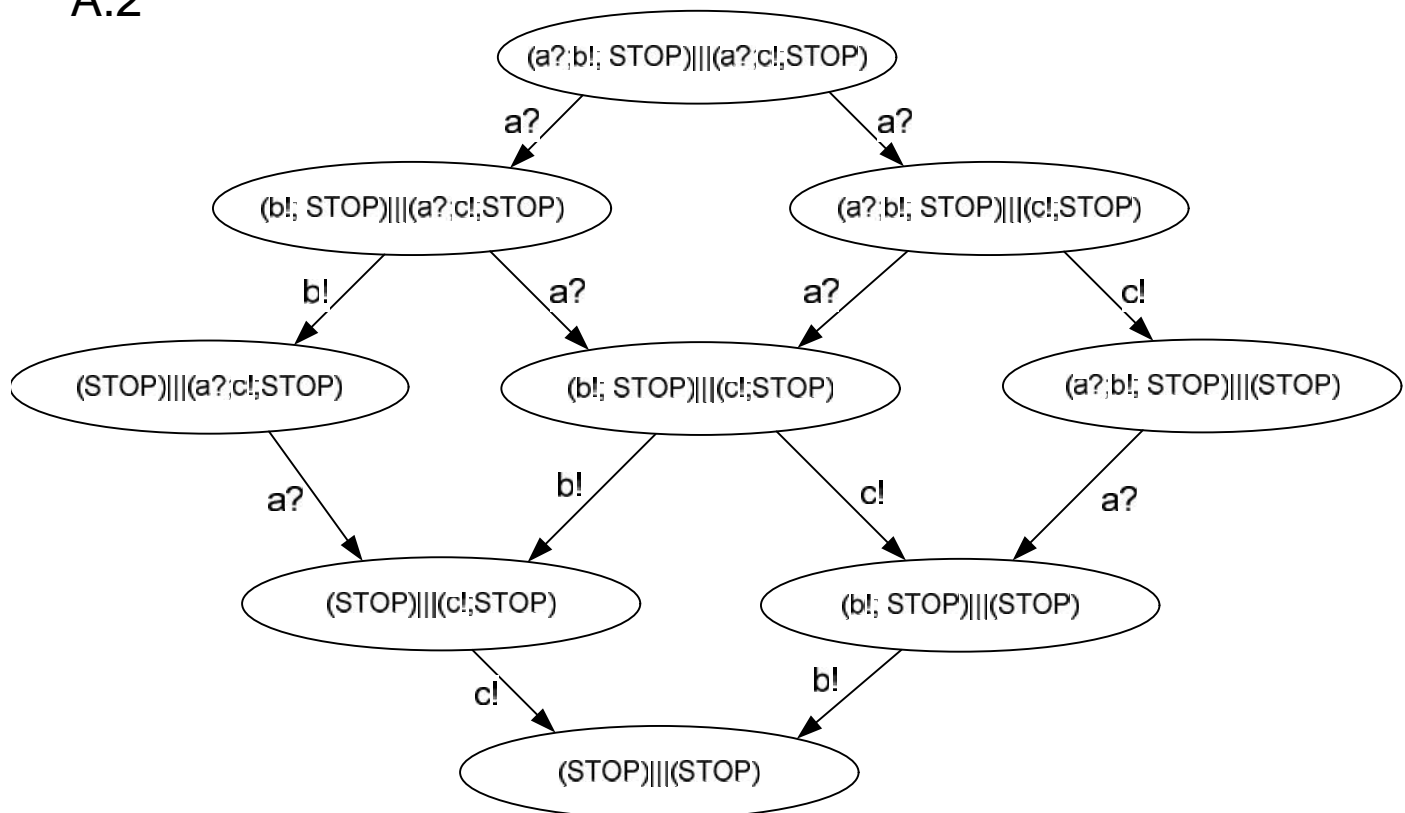 A.2
(a?;b!; STOP)|||(a?;c!;STOP)
a?
a?
(b!; STOP)|||(a?;c!;STOP)
(a?;b!; STOP)|||(c!;STOP)
b!
a?
a?
c!
(STOP)|||(a?;c!;STOP)
(b!; STOP)|||(c!;STOP)
(a?;b!; STOP)|||(STOP)
a?
b!
c!
a?
(STOP)|||(c!;STOP)
(b!; STOP)|||(STOP)
c!
b!
(STOP)|||(STOP)